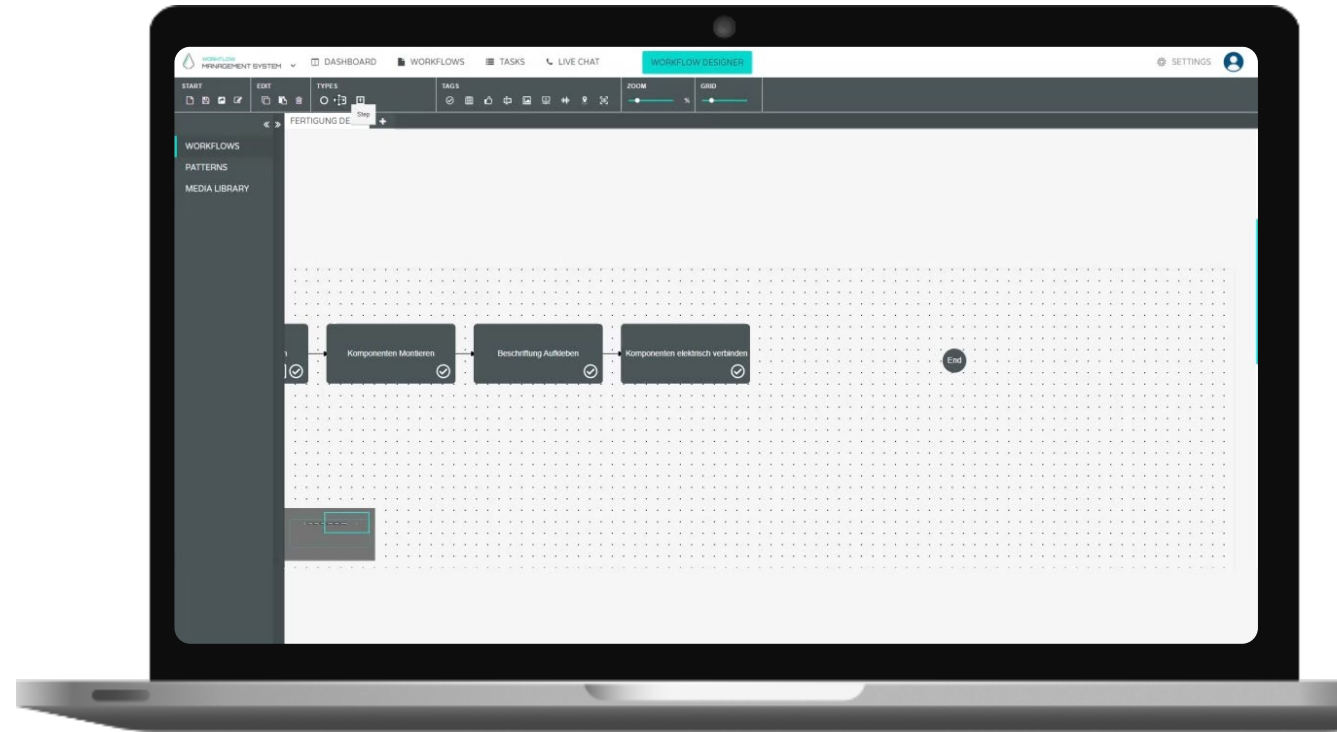 WORKFLOW
MANAGEMENT SYSTEM
DASHBOARD
WORKFLOWS
TASKS
LIVE CHAT
WORKFLOW DESIGNER
SETTINGS
START
EDIT
TYPES
TAGS
ZOOM
GRID
%
Step
FERTIGUNG DE
WORKFLOWS
PATTERNS
MEDIA LIBRARY
n
Komponenten Montieren
Beschriftung Aufkleben
Komponenten elektrisch verbinden
End